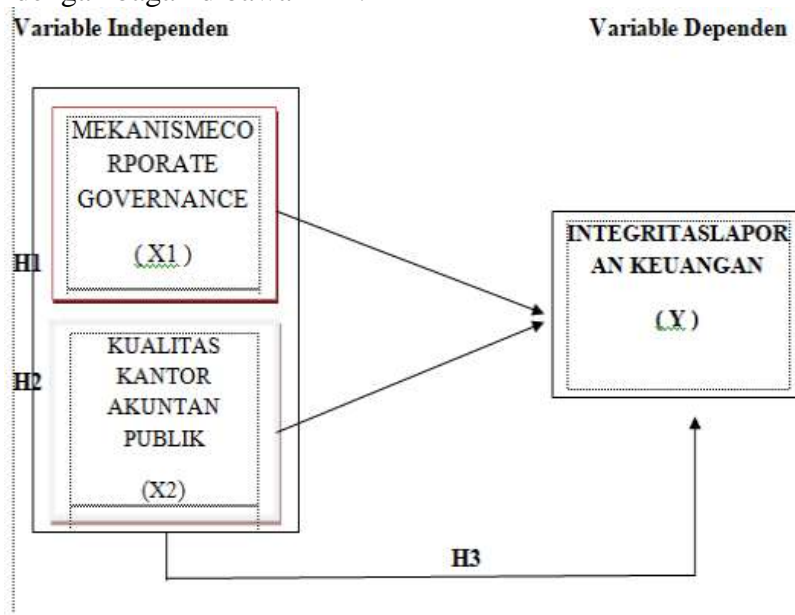 Variable Independen Variable Dependen
MEKANISMECO
RPORATE
GOVERNANCE
(X1)
H1
KUALITAS
KANTOR
AKUNTAN
PUBLIK
(X2)
H2
INTEGRITASLAPOR
AN KEUANGAN
(Y)
H3